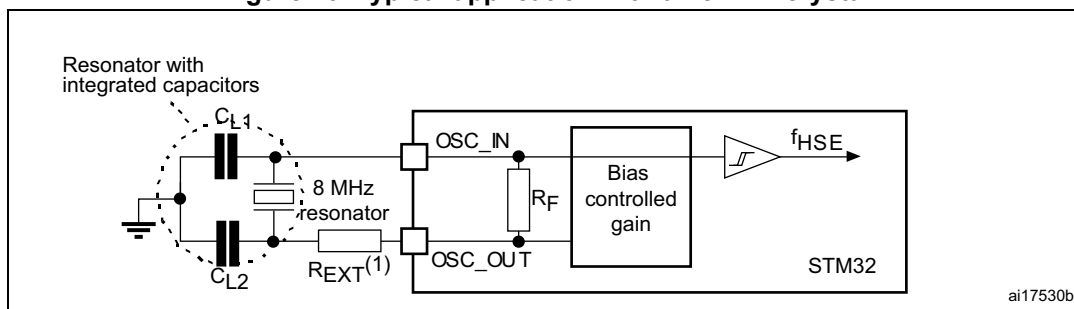 Resonator with
integrated capacitors
CL1
OSC_IN
fHSE
8 MHz
resonator
RF
Bias
controlled
gain
REXT(1)
OSC_OUT
STM32
CL2
ai17530b